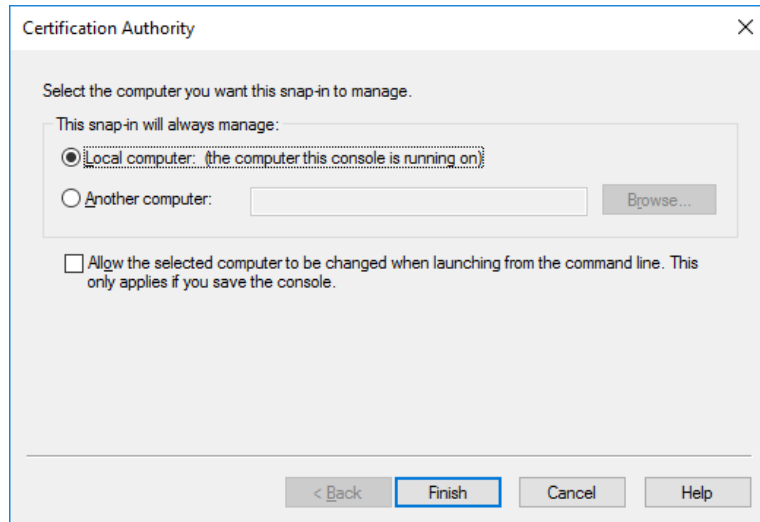 Certification Authority
Select the computer you want this snap-in to manage.
This snap-in will always manage:
Local computer: (the computer this console is running on)
Another computer:
Browse...
Allow the selected computer to be changed when launching from the command line. This
only applies if you save the console.
< Back
Finish
Cancel
Help